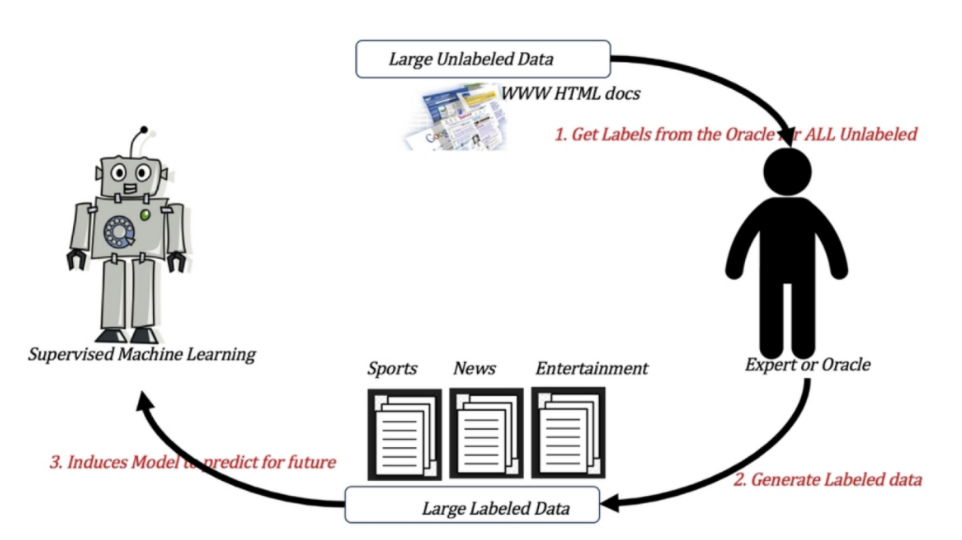 Large Unlabeled Data
WWW HTML docs
1. Get Labels from the Oracle for ALL Unlabeled
Supervised Machine Learning
Expert or Oracle
Sports News Entertainment
3. Induces Model to predict for future
2. Generate Labeled data
Large Labeled Data